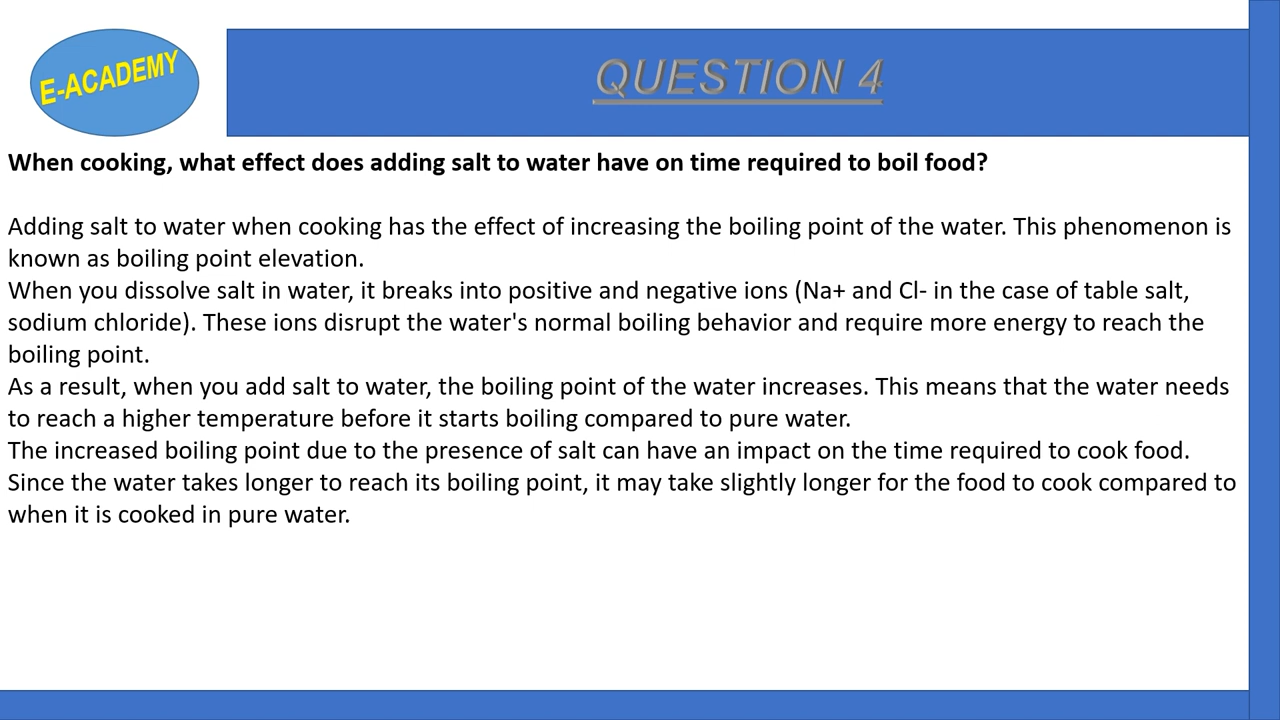 E-ACADEMY
QUESTION 4
When cooking, what effect does adding salt to water have on time required to boil food?
Adding salt to water when cooking has the effect of increasing the boiling point of the water. This phenomenon is
known as boiling point elevation.
When you dissolve salt in water, it breaks into positive and negative ions (Na+ and Cl- in the case of table salt,
sodium chloride). These ions disrupt the water's normal boiling behavior and require more energy to reach the
boiling point.
As a result, when you add salt to water, the boiling point of the water increases. This means that the water needs
to reach a higher temperature before it starts boiling compared to pure water.
The increased boiling point due to the presence of salt can have an impact on the time required to cook food.
Since the water takes longer to reach its boiling point, it may take slightly longer for the food to cook compared to
when it is cooked in pure water.